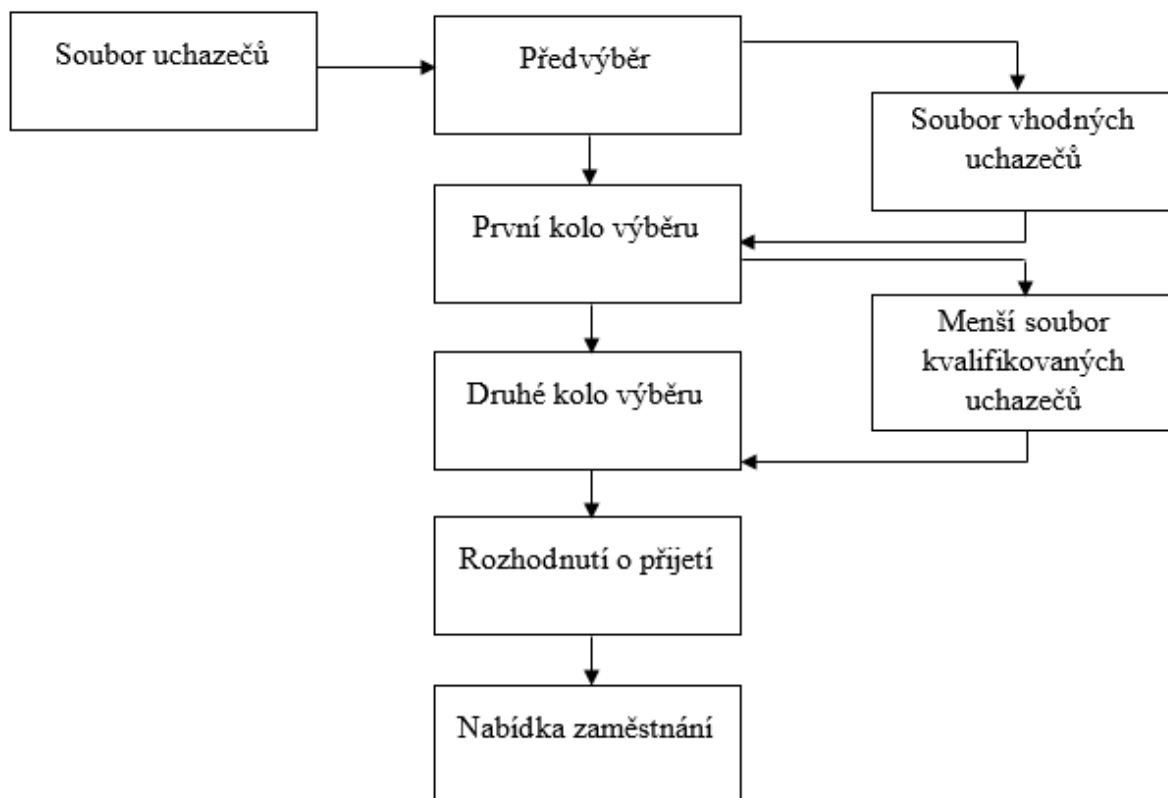 Soubor uchazečů
Předvýběr
Soubor vhodných
uchazečů
První kolo výběru
Menší soubor
kvalifikovaných
uchazečů
Druhé kolo výběru
Rozhodnutí o přijetí
Nabídka zaměstnání